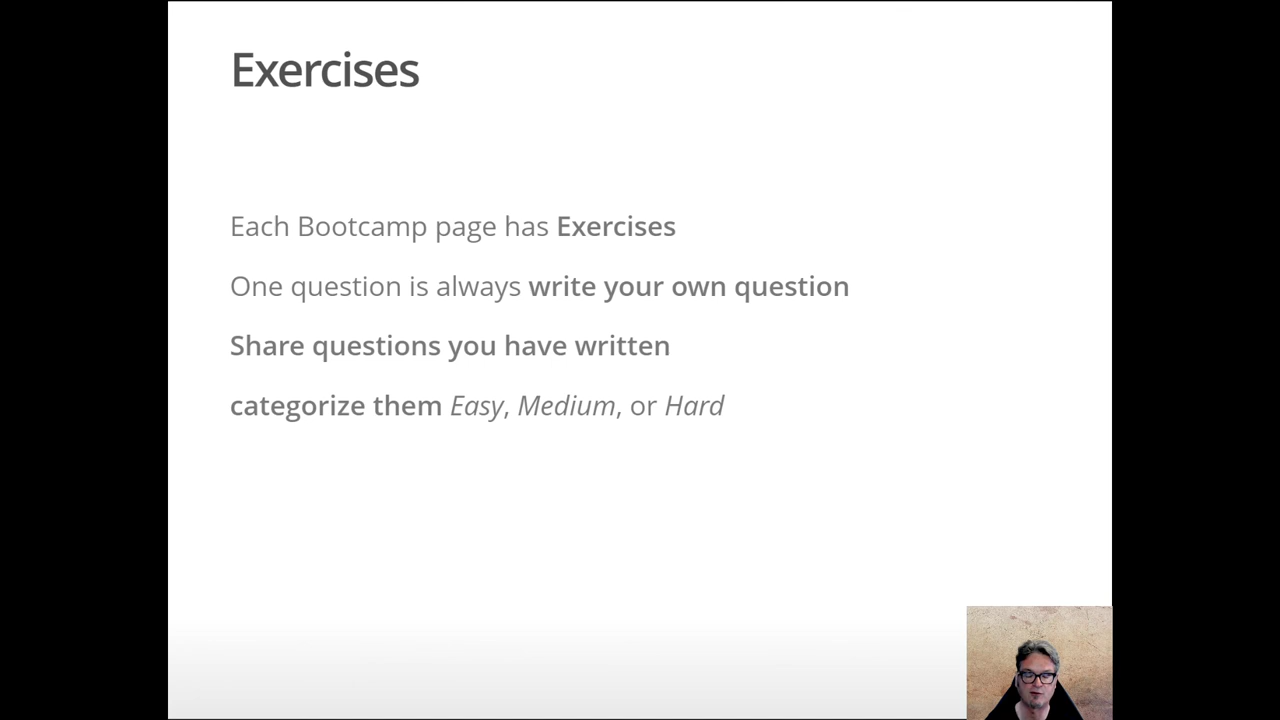 Exercises
Each Bootcamp page has Exercises
One question is always write your own question
Share questions you have written
categorize them Easy, Medium, or Hard